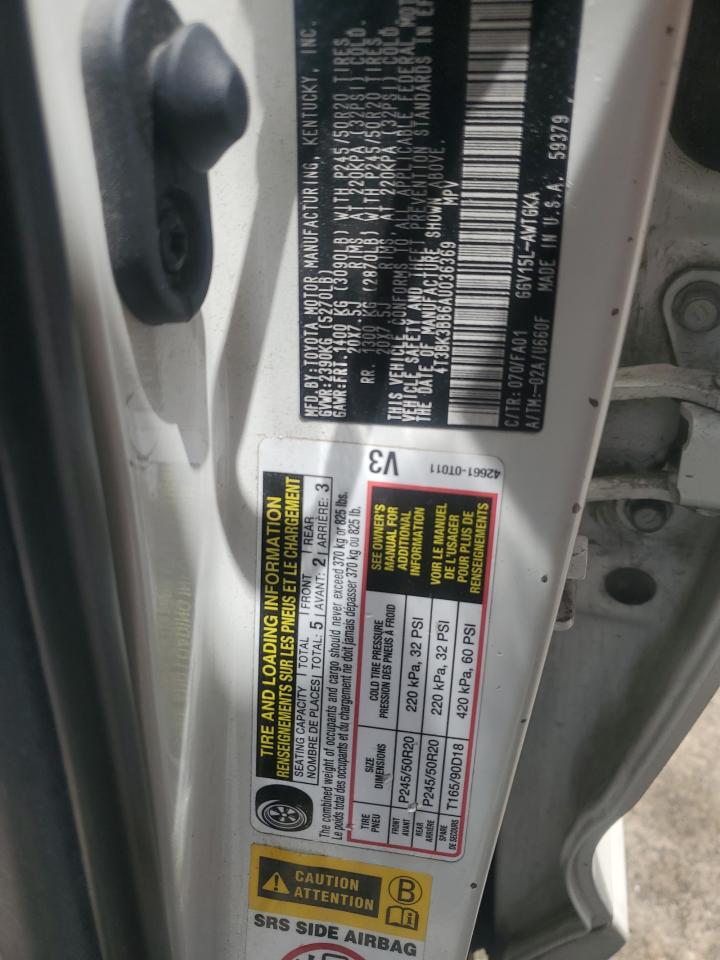 MFD.BY:TOYOTA MOTOR MANUFACTURING, KENTUCKY, INC.
GVWR:2390KG (5270LB)
GAWR:FRT.1400 KG (3090LB) WITH P245/50R20 TIRES
20X7.5J RIMS AT 220KPA (32PSI) COLD.
RR. 1300 KG (2870LB) WITH P245/50R20 TIRES
20X7.5J RIMS AT 220KPA (32PSI) COLD.
THIS VEHICLE CONFORMS TO ALL APPLICABLE FEDERAL MOT
VEHICLE SAFETY AND THEFT PREVENTION STANDARDS IN EF
THE DATE OF MANUFACTURE SHOWN ABOVE.
4T3BK3BB6AU036369 MPV
C/TR: 070/FA01 GGV15L-AWTGKA
A/TM:-02A/U660F MADE IN U.S.A. 59379
TIRE AND LOADING INFORMATION
RENSEIGNEMENTS SUR LES PNEUS ET LE CHARGEMENT
SEATING CAPACITY | TOTAL | FRONT | REAR
NOMBRE DE PLACES | TOTAL: 5 | AVANT: 2 | ARRIÈRE: 3
The combined weight of occupants and cargo should never exceed 370 kg or 825 lbs.
Le poids total des occupants et du chargement ne doit jamais dépasser 370 kg ou 825 lb.
V3
42661-0T011
TIRE
PNEU
SIZE
DIMENSIONS
COLD TIRE PRESSURE
PRESSION DES PNEUS À FROID
FRONT
AVANT
P245/50R20
220 kPa, 32 PSI
REAR
ARRIÈRE
P245/50R20
220 kPa, 32 PSI
SPARE
DE SECOURS
T165/90D18
420 kPa, 60 PSI
SEE OWNER'S
MANUAL FOR
ADDITIONAL
INFORMATION
VOIR LE MANUEL
DE L'USAGER
POUR PLUS DE
RENSEIGNEMENTS
CAUTION
ATTENTION
B
SRS SIDE AIRBAG